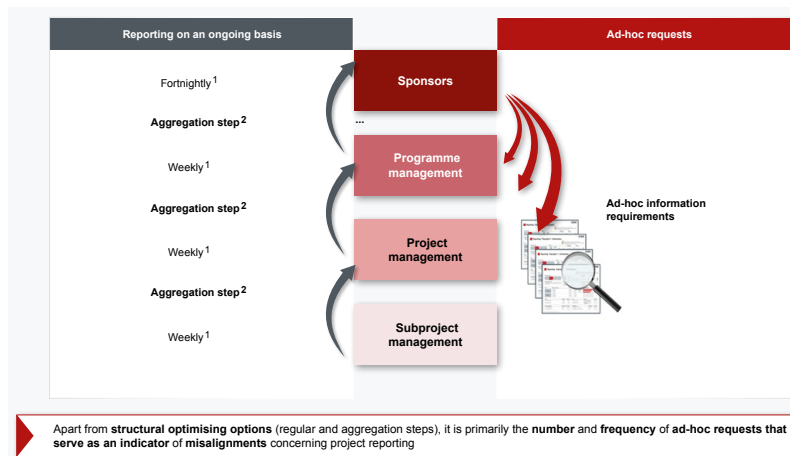 Reporting on an ongoing basis
Ad-hoc requests
Fortnightly 1
Sponsors
Aggregation step 2
...
Weekly 1
Programme
management
Aggregation step 2
Ad-hoc information
requirements
Weekly 1
Project
management
Aggregation step 2
Weekly 1
Subproject
management
Apart from structural optimising options (regular and aggregation steps), it is primarily the number and frequency of ad-hoc requests that
serve as an indicator of misalignments concerning project reporting